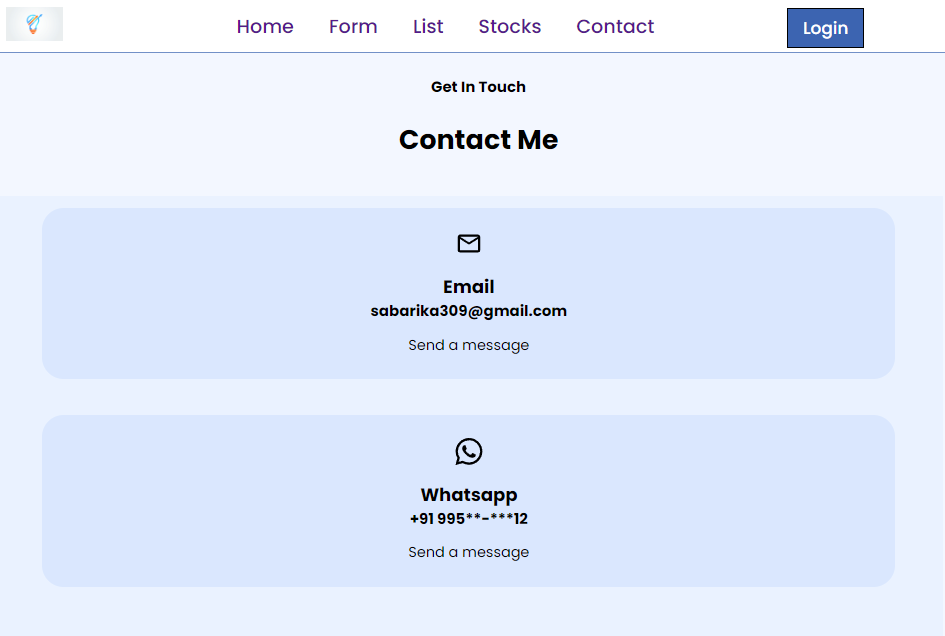 Home Form List Stocks Contact Login
Get In Touch
Contact Me
Email
sabarika309@gmail.com
Send a message
Whatsapp
+91 995**-***12
Send a message